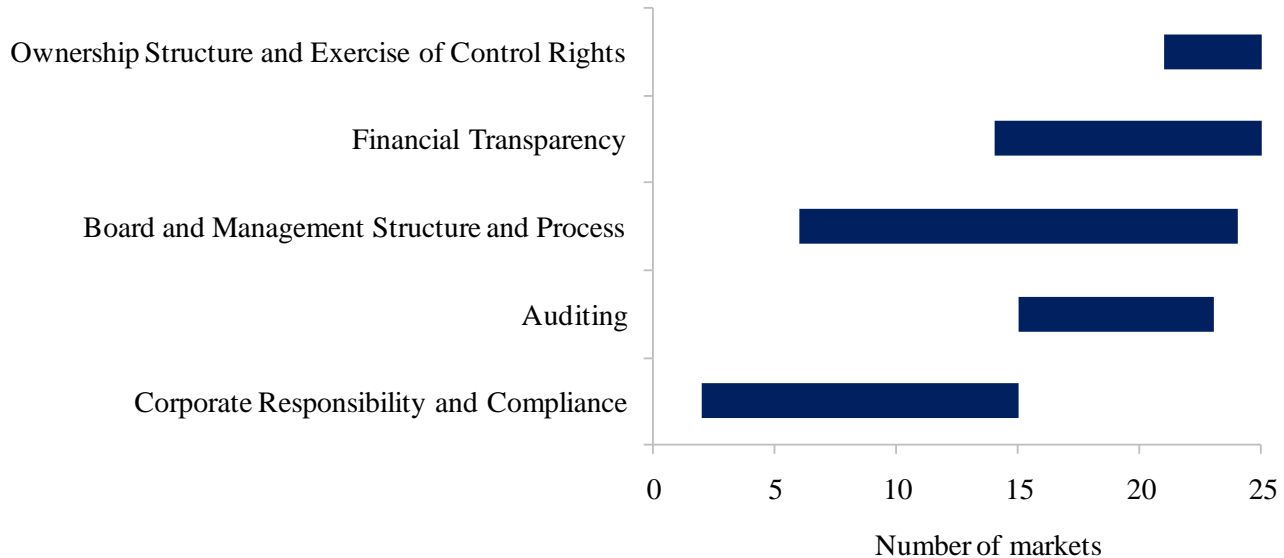 Ownership Structure and Exercise of Control Rights
Financial Transparency
Board and Management Structure and Process
Auditing
Corporate Responsibility and Compliance
0 5 10 15 20 25
Number of markets